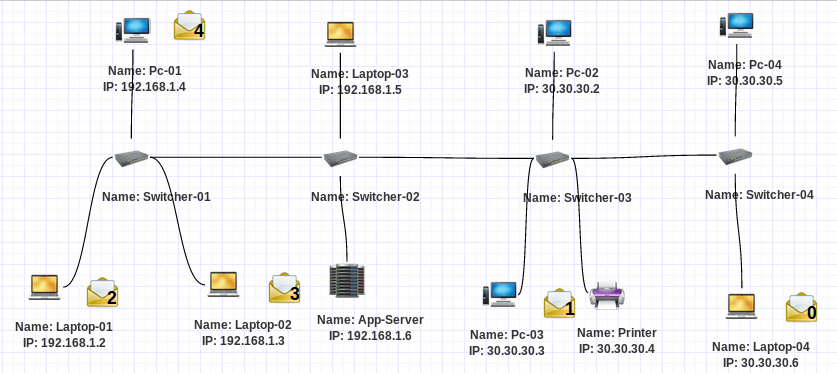 4
Name: Pc-01
IP: 192.168.1.4
Name: Laptop-03
IP: 192.168.1.5
Name: Pc-02
IP: 30.30.30.2
Name: Pc-04
IP: 30.30.30.5
Name: Switcher-01
Name: Switcher-02
Name: Switcher-03
Name: Switcher-04
2
Name: Laptop-01
IP: 192.168.1.2
3
Name: Laptop-02
IP: 192.168.1.3
Name: App-Server
IP: 192.168.1.6
Name: Pc-03
IP: 30.30.30.3
1
Name: Printer
IP: 30.30.30.4
0
Name: Laptop-04
IP: 30.30.30.6